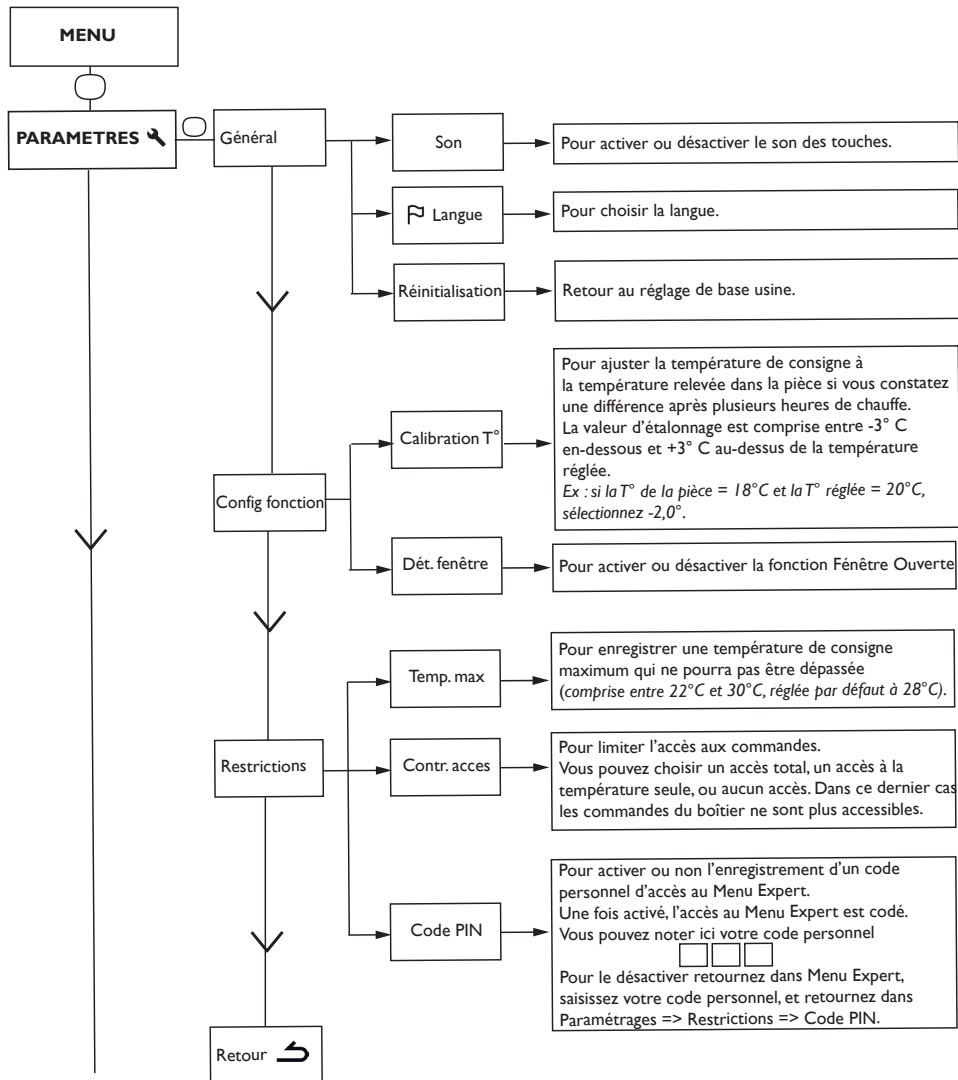 MENU
PARAMETRES
Général
Son
Pour activer ou désactiver le son des touches.
Langue
Pour choisir la langue.
Réinitialisation
Retour au réglage de base usine.
Config fonction
Calibration T°
Pour ajuster la température de consigne à
la température relevée dans la pièce si vous constatez
une différence après plusieurs heures de chauffe.
La valeur d’étalonnage est comprise entre -3° C
en-dessous et +3° C au-dessus de la température
réglée.
Ex : si la T° de la pièce = 18°C et la T° réglée = 20°C,
sélectionnez -2,0°.
Dét. fenêtre
Pour activer ou désactiver la fonction Fénêtre Ouverte
Restrictions
Temp. max
Pour enregistrer une température de consigne
maximum qui ne pourra pas être dépassée
(comprise entre 22°C et 30°C, réglée par défaut à 28°C).
Contr. acces
Pour limiter l’accès aux commandes.
Vous pouvez choisir un accès total, un accès à la
température seule, ou aucun accès. Dans ce dernier cas
les commandes du boîtier ne sont plus accessibles.
Code PIN
Pour activer ou non l’enregistrement d’un code
personnel d’accès au Menu Expert.
Une fois activé, l’accès au Menu Expert est codé.
Vous pouvez noter ici votre code personnel
Pour le désactiver retournez dans Menu Expert,
saisissez votre code personnel, et retournez dans
Paramétrages => Restrictions => Code PIN.
Retour